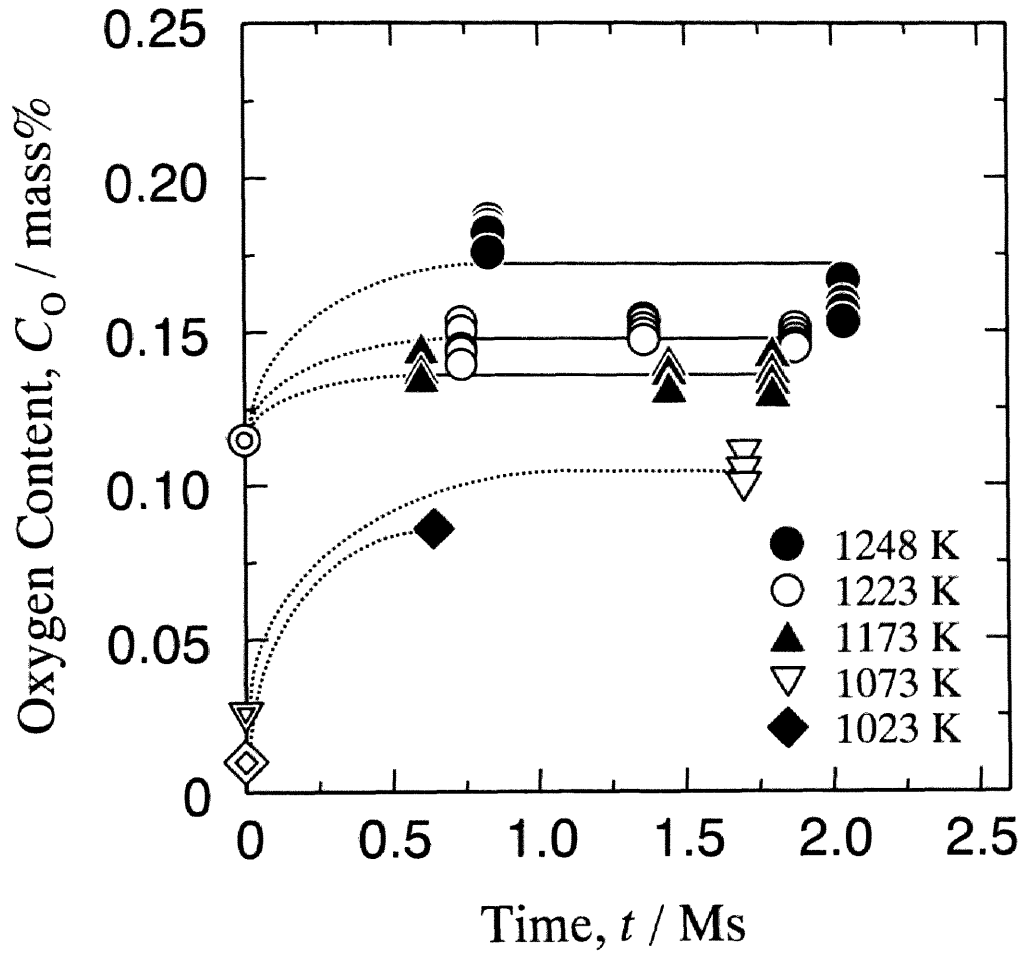 Oxygen Content, C_O / mass%
0.25
0.20
0.15
0.10
0.05
0
0 0.5 1.0 1.5 2.0 2.5
Time, t / Ms
1248 K
1223 K
1173 K
1073 K
1023 K